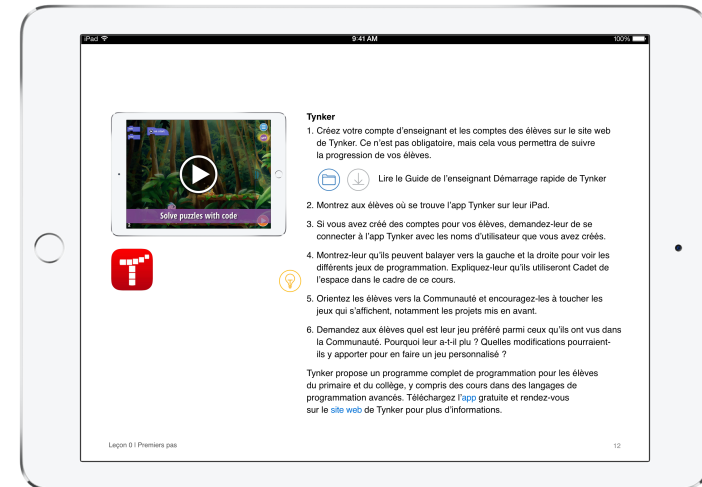 iPad 9:41 AM 100%
Tynker
1. Créez votre compte d'enseignant et les comptes des élèves sur le site web
de Tynker. Ce n'est pas obligatoire, mais cela vous permettra de suivre
la progression de vos élèves.
Lire le Guide de l'enseignant Démarrage rapide de Tynker
2. Montrez aux élèves où se trouve l'app Tynker sur leur iPad.
3. Si vous avez créé des comptes pour vos élèves, demandez-leur de se
connecter à l'app Tynker avec les noms d'utilisateur que vous avez créés.
4. Montrez-leur qu'ils peuvent balayer vers la gauche et la droite pour voir les
différents jeux de programmation. Expliquez-leur qu'ils utiliseront Cadet de
l'espace dans le cadre de ce cours.
5. Orientez les élèves vers la Communauté et encouragez-les à toucher les
jeux qui s'affichent, notamment les projets mis en avant.
6. Demandez aux élèves quel est leur jeu préféré parmi ceux qu'ils ont vus dans
la Communauté. Pourquoi leur a-t-il plu ? Quelles modifications pourraient-
ils y apporter pour en faire un jeu personnalisé ?
Tynker propose un programme complet de programmation pour les élèves
du primaire et du collège, y compris des cours dans des langages de
programmation avancés. Téléchargez l'app gratuite et rendez-vous
sur le site web de Tynker pour plus d'informations.
Solve puzzles with code
Leçon 0 | Premiers pas
12